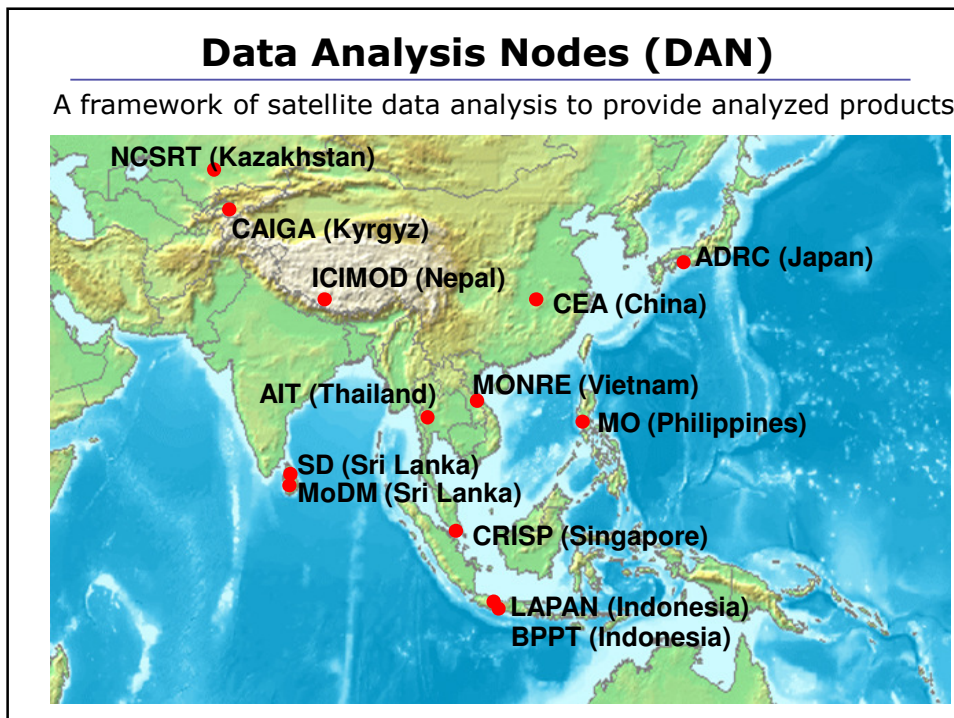 Data Analysis Nodes (DAN)
A framework of satellite data analysis to provide analyzed products
NCSRT (Kazakhstan)
CAIGA (Kyrgyz)
ADRC (Japan)
ICIMOD (Nepal)
CEA (China)
AIT (Thailand)
MONRE (Vietnam)
MO (Philippines)
SD (Sri Lanka)
MoDM (Sri Lanka)
CRISP (Singapore)
LAPAN (Indonesia)
BPPT (Indonesia)